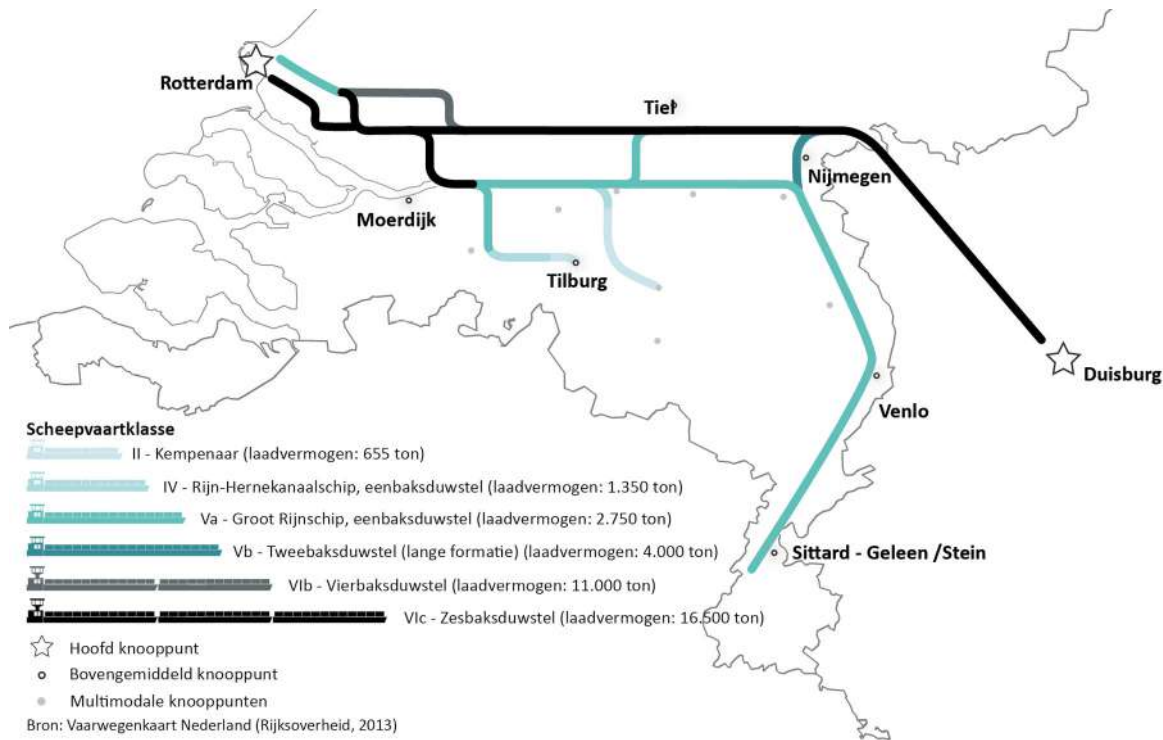 Rotterdam
Tiel
Nijmegen
Moerdijk
Tilburg
Duisburg
Venlo
Sittard - Geleen /Stein
Scheepvaartklasse
II - Kempenaar (laadvermogen: 655 ton)
IV - Rijn-Hernekanaalschip, eenbaksduwstel (laadvermogen: 1.350 ton)
Va - Groot Rijnschip, eenbaksduwstel (laadvermogen: 2.750 ton)
Vb - Tweebaksduwstel (lange formatie) (laadvermogen: 4.000 ton)
VIb - Vierbaksduwstel (laadvermogen: 11.000 ton)
VIc - Zesbaksduwstel (laadvermogen: 16.500 ton)
Hoofd knooppunt
Bovengemiddeld knooppunt
Multimodale knooppunten
Bron: Vaarwegenkaart Nederland (Rijksoverheid, 2013)